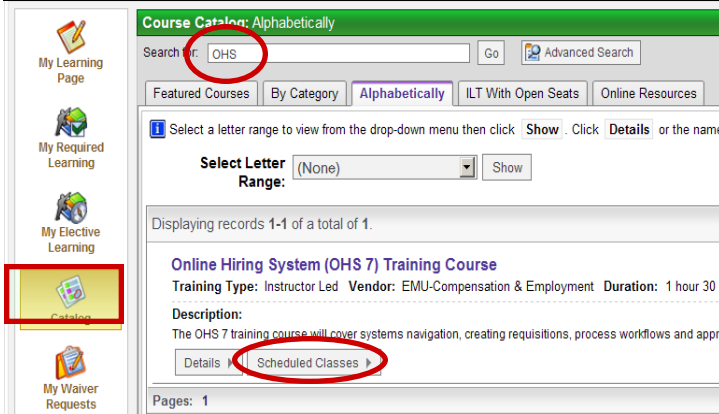 My Learning
Page
My Required
Learning
My Elective
Learning
Catalog
My Waiver
Requests
Course Catalog: Alphabetically
Search for: OHS Go Advanced Search
Featured Courses By Category Alphabetically ILT With Open Seats Online Resources
Select a letter range to view from the drop-down menu then click Show . Click Details or the name
Select Letter
Range: (None) Show
Displaying records 1-1 of a total of 1.
Online Hiring System (OHS 7) Training Course
Training Type: Instructor Led Vendor: EMU-Compensation & Employment Duration: 1 hour 30
Description:
The OHS 7 training course will cover systems navigation, creating requisitions, process workflows and appr
Details Scheduled Classes
Pages: 1